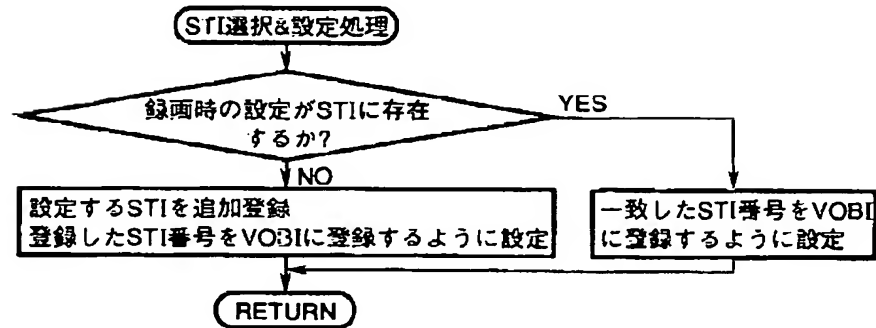 STI選択&設定処理
録画時の設定がSTIに存在
するか?
YES
NO
設定するSTIを追加登録
登録したSTI番号をVOBIに登録するように設定
一致したSTI番号をVOBI
に登録するように設定
RETURN